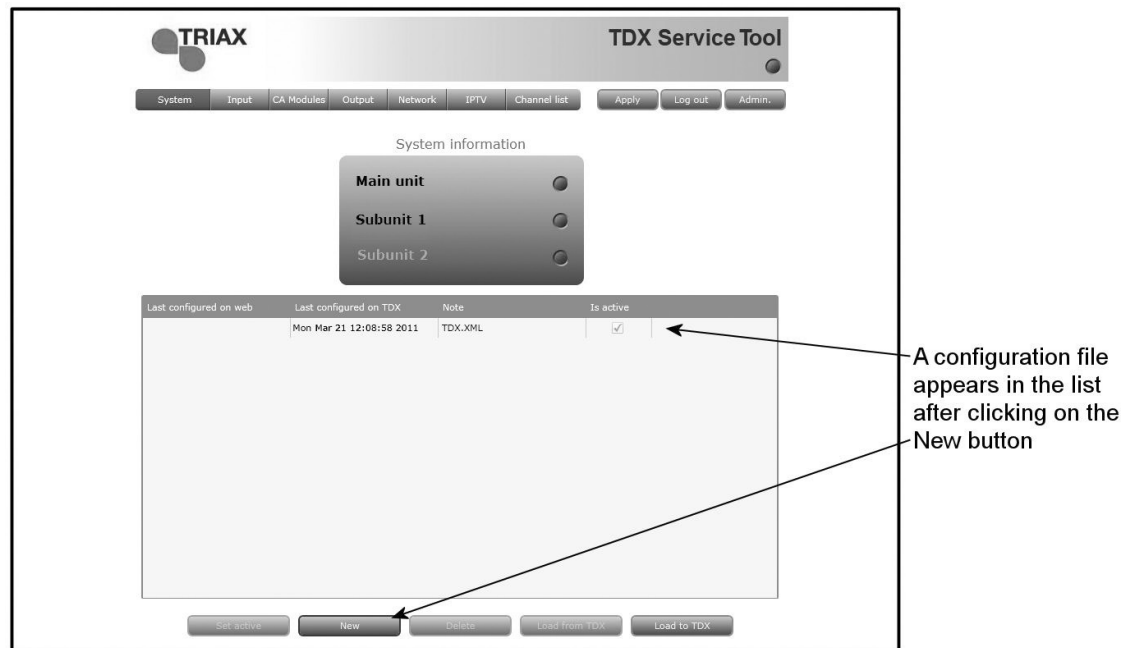 TRIAX
TDX Service Tool
System Input CA Modules Output Network IPTV Channel list Apply Log out Admin.
System information
Main unit
Subunit 1
Subunit 2
Last configured on web Last configured on TDX Note Is active
Mon Mar 21 12:08:58 2011 TDX.XML
A configuration file
appears in the list
after clicking on the
New button
Set active New Delete Load from TDX Load to TDX